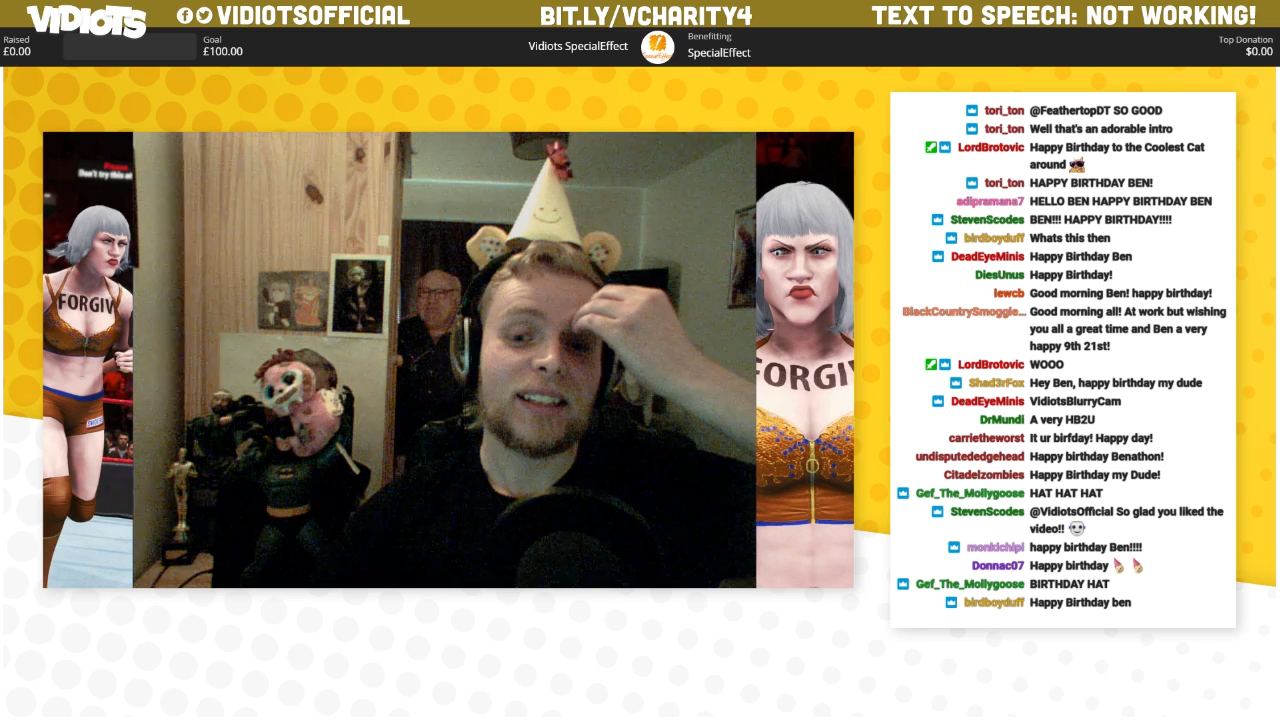 VIDIOTS
VIDIOTSOFFICIAL
BIT.LY/VCHARITY4
TEXT TO SPEECH: NOT WORKING!
Raised
£0.00
Goal
£100.00
Vidiots SpecialEffect
Benefitting
SpecialEffect
Top Donation
$0.00
FORGIV
FORGIV
tori_ton @FeathertopDT SO GOOD
tori_ton Well that's an adorable intro
LordBrotovic Happy Birthday to the Coolest Cat
around
tori_ton HAPPY BIRTHDAY BEN!
adipramana7 HELLO BEN HAPPY BIRTHDAY BEN
StevenScodes BEN!!! HAPPY BIRTHDAY!!!!
birdboyduff Whats this then
DeadEyeMinis Happy Birthday Ben
DiesUnus Happy Birthday!
lewcb Good morning Ben! happy birthday!
BlackCountrySmoggie... Good morning all! At work but wishing
you all a great time and Ben a very
happy 9th 21st!
LordBrotovic WOOO
Shad3rFox Hey Ben, happy birthday my dude
DeadEyeMinis VidiotsBlurryCam
DrMundi A very HB2U
carrietheworst It ur birfday! Happy day!
undisputededgehead Happy birthday Benathon!
Citadelzombies Happy Birthday my Dude!
Gef_The_Mollygoose HAT HAT HAT
StevenScodes @VidiotsOfficial So glad you liked the
video!!
monkichipi happy birthday Ben!!!!
Donnac07 Happy birthday
Gef_The_Mollygoose BIRTHDAY HAT
birdboyduff Happy Birthday ben